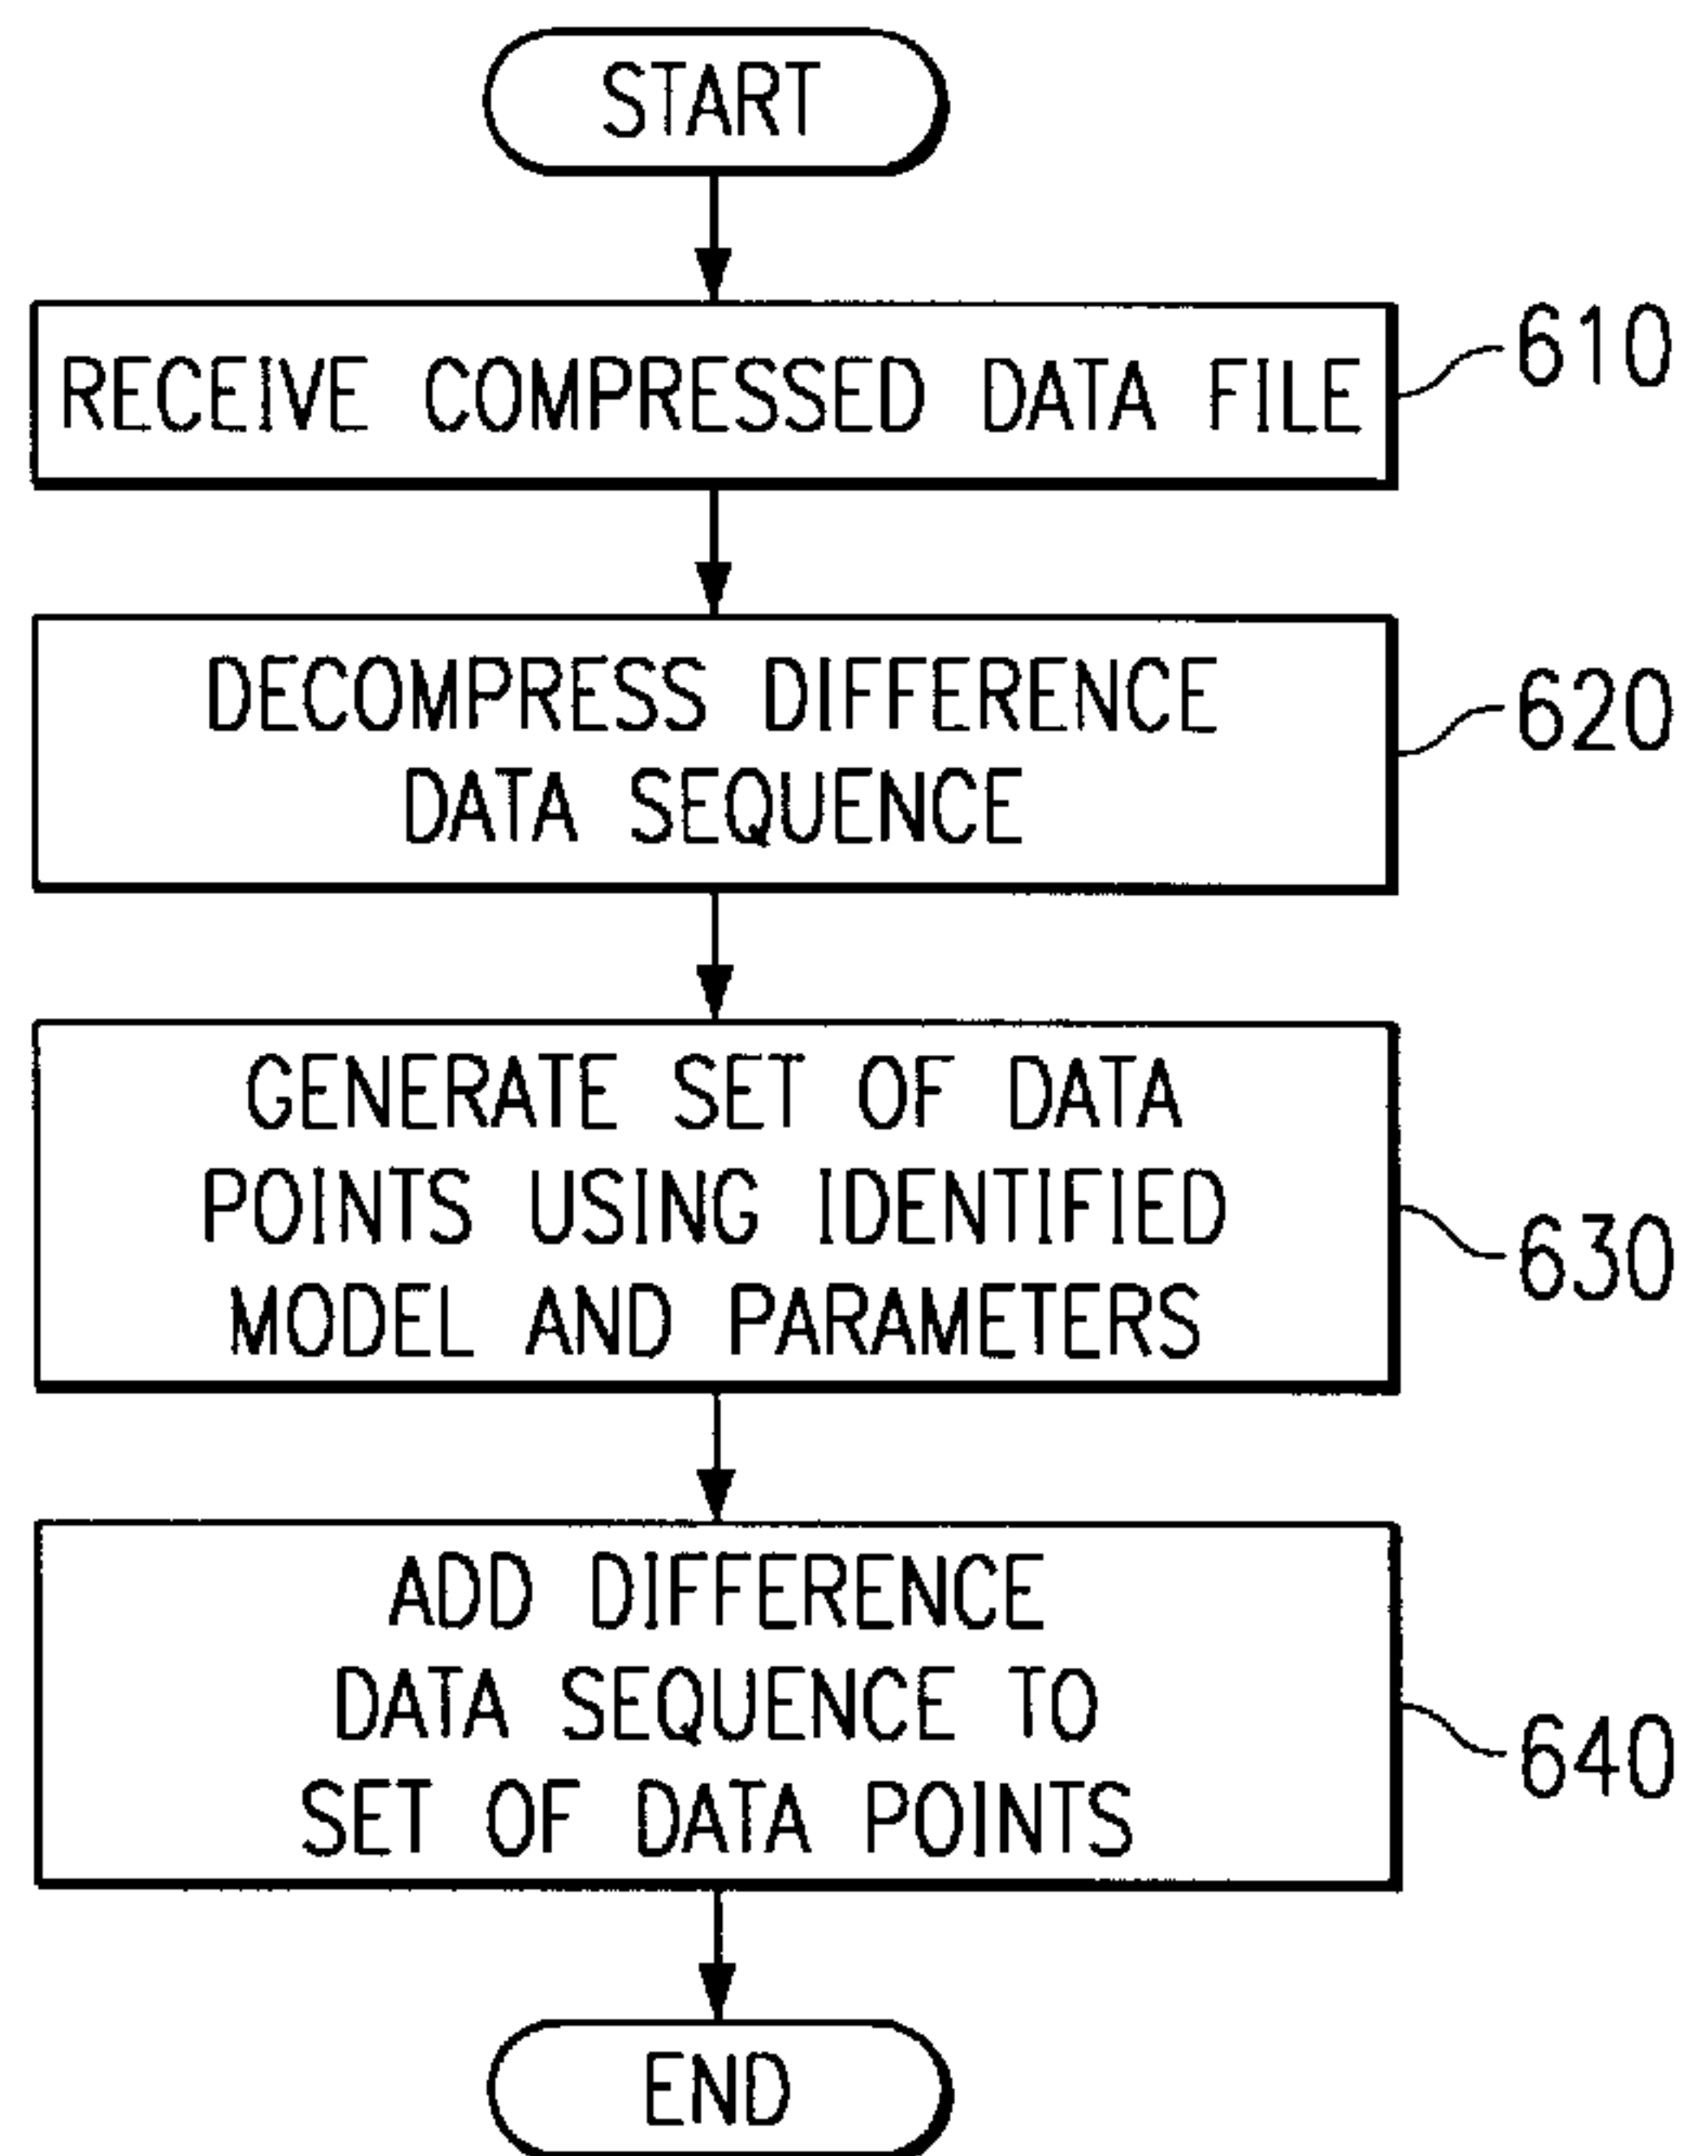 START
RECEIVE COMPRESSED DATA FILE
610
DECOMPRESS DIFFERENCE
DATA SEQUENCE
620
GENERATE SET OF DATA
POINTS USING IDENTIFIED
MODEL AND PARAMETERS
630
ADD DIFFERENCE
DATA SEQUENCE TO
SET OF DATA POINTS
640
END